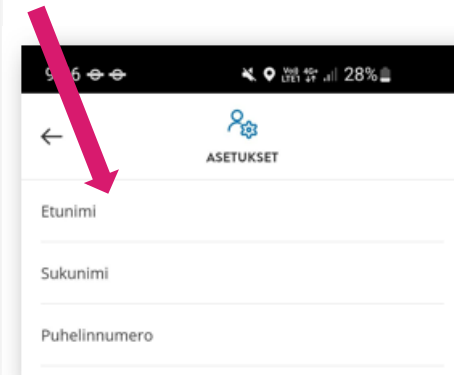 28%
ASETUKSET
Etunimi
Sukunimi
Puhelinnumero